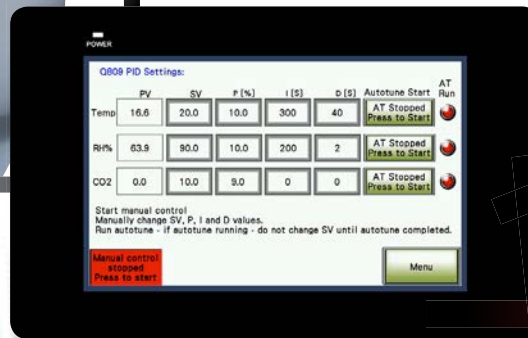 POWER
Q809 PID Settings:
PV SV P [%] I [S] D [S] Autotune Start AT Run
Temp 16.6 20.0 10.0 300 40 AT Stopped Press to Start
RH% 63.9 90.0 10.0 200 2 AT Stopped Press to Start
CO2 0.0 10.0 9.0 0 0 AT Stopped Press to Start
Start manual control
Manually change SV, P, I and D values.
Run autotune - if autotune running - do not change SV until autotune completed.
Manual control
stopped
Press to start
Menu